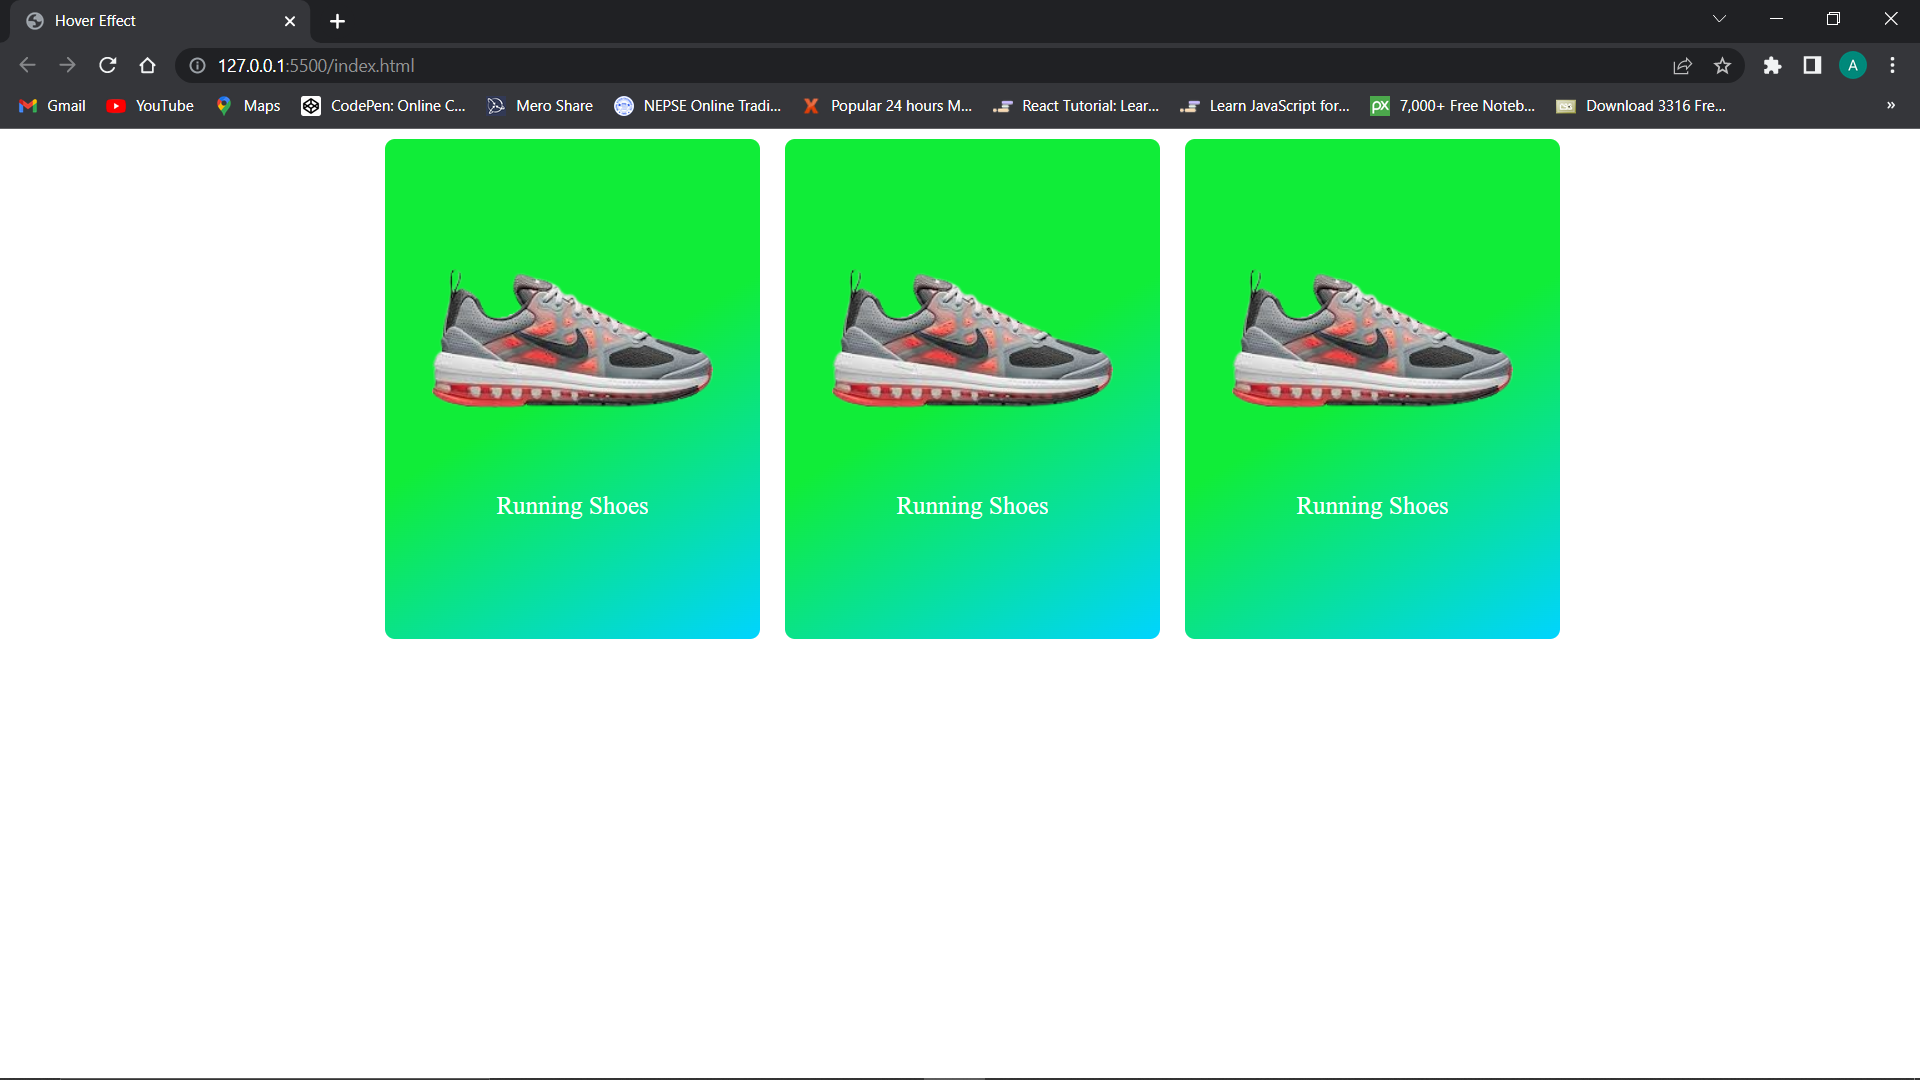 Hover Effect
127.0.0.1:5500/index.html
A
Gmail YouTube Maps CodePen: Online C... Mero Share NEPSE Online Tradi... Popular 24 hours M... React Tutorial: Lear... Learn JavaScript for... px 7,000+ Free Noteb... Download 3316 Fre... »
Running Shoes Running Shoes Running Shoes